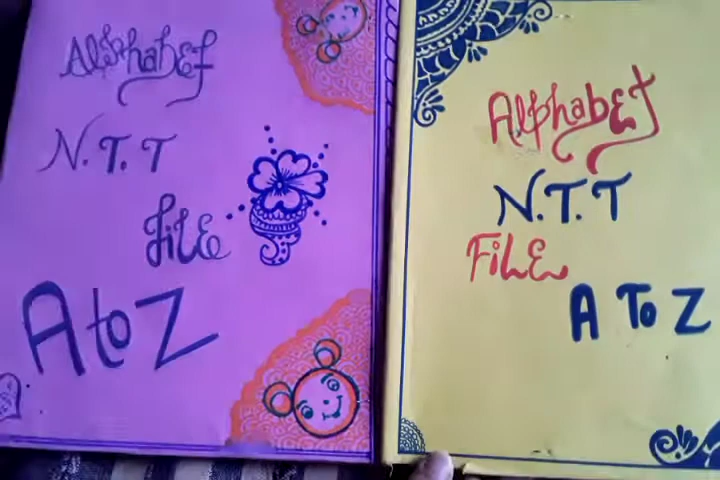 Alphabet
N.T.T
File
A to Z
Alphabet
N.T.T
FiLE
A To Z